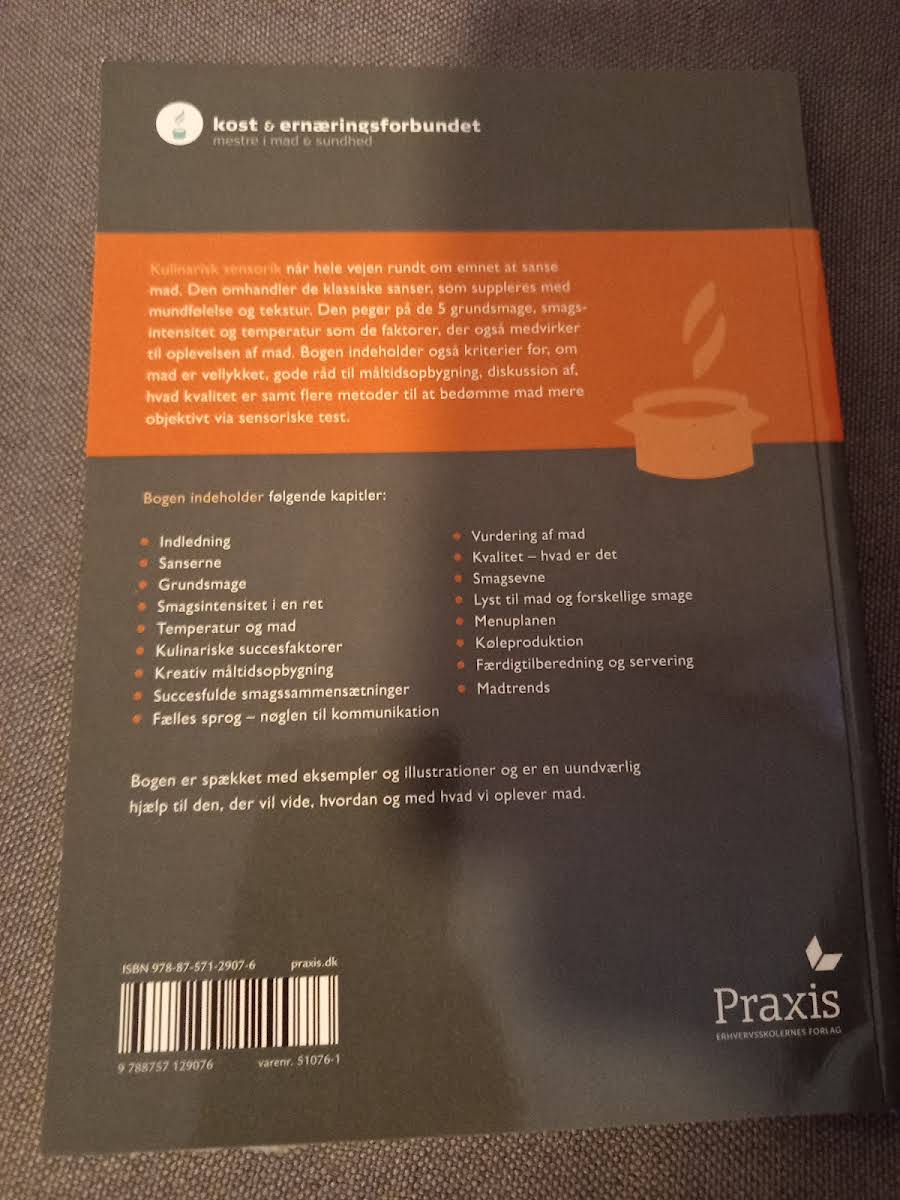 kost & ernæringsforbundet
mestre i mad & sundhed
Kulinarisk sensorik når hele vejen rundt om emnet at sanse
mad. Den omhandler de klassiske sanser, som suppleres med
mundfølelse og tekstur. Den peger på de 5 grundsmage, smags-
intensitet og temperatur som de faktorer, der også medvirker
til oplevelsen af mad. Bogen indeholder også kriterier for, om
mad er vellykket, gode råd til måltidsopbygning, diskussion af,
hvad kvalitet er samt flere metoder til at bedømme mad mere
objektivt via sensoriske test.
Bogen indeholder følgende kapitler:
Indledning
Sanserne
Grundsmage
Smagsintensitet i en ret
Temperatur og mad
Kulinariske succesfaktorer
Kreativ måltidsopbygning
Succesfulde smagssammensætninger
Fælles sprog – nøglen til kommunikation
Vurdering af mad
Kvalitet – hvad er det
Smagsevne
Lyst til mad og forskellige smage
Menuplanen
Køleproduktion
Færdigtilberedning og servering
Madtrends
Bogen er spækket med eksempler og illustrationer og er en uundværlig
hjælp til den, der vil vide, hvordan og med hvad vi oplever mad.
ISBN 978-87-571-2907-6 praxis.dk
9 788757 129076 varenr. 51076-1
Praxis
ERHVERVSSKOLERNES FORLAG